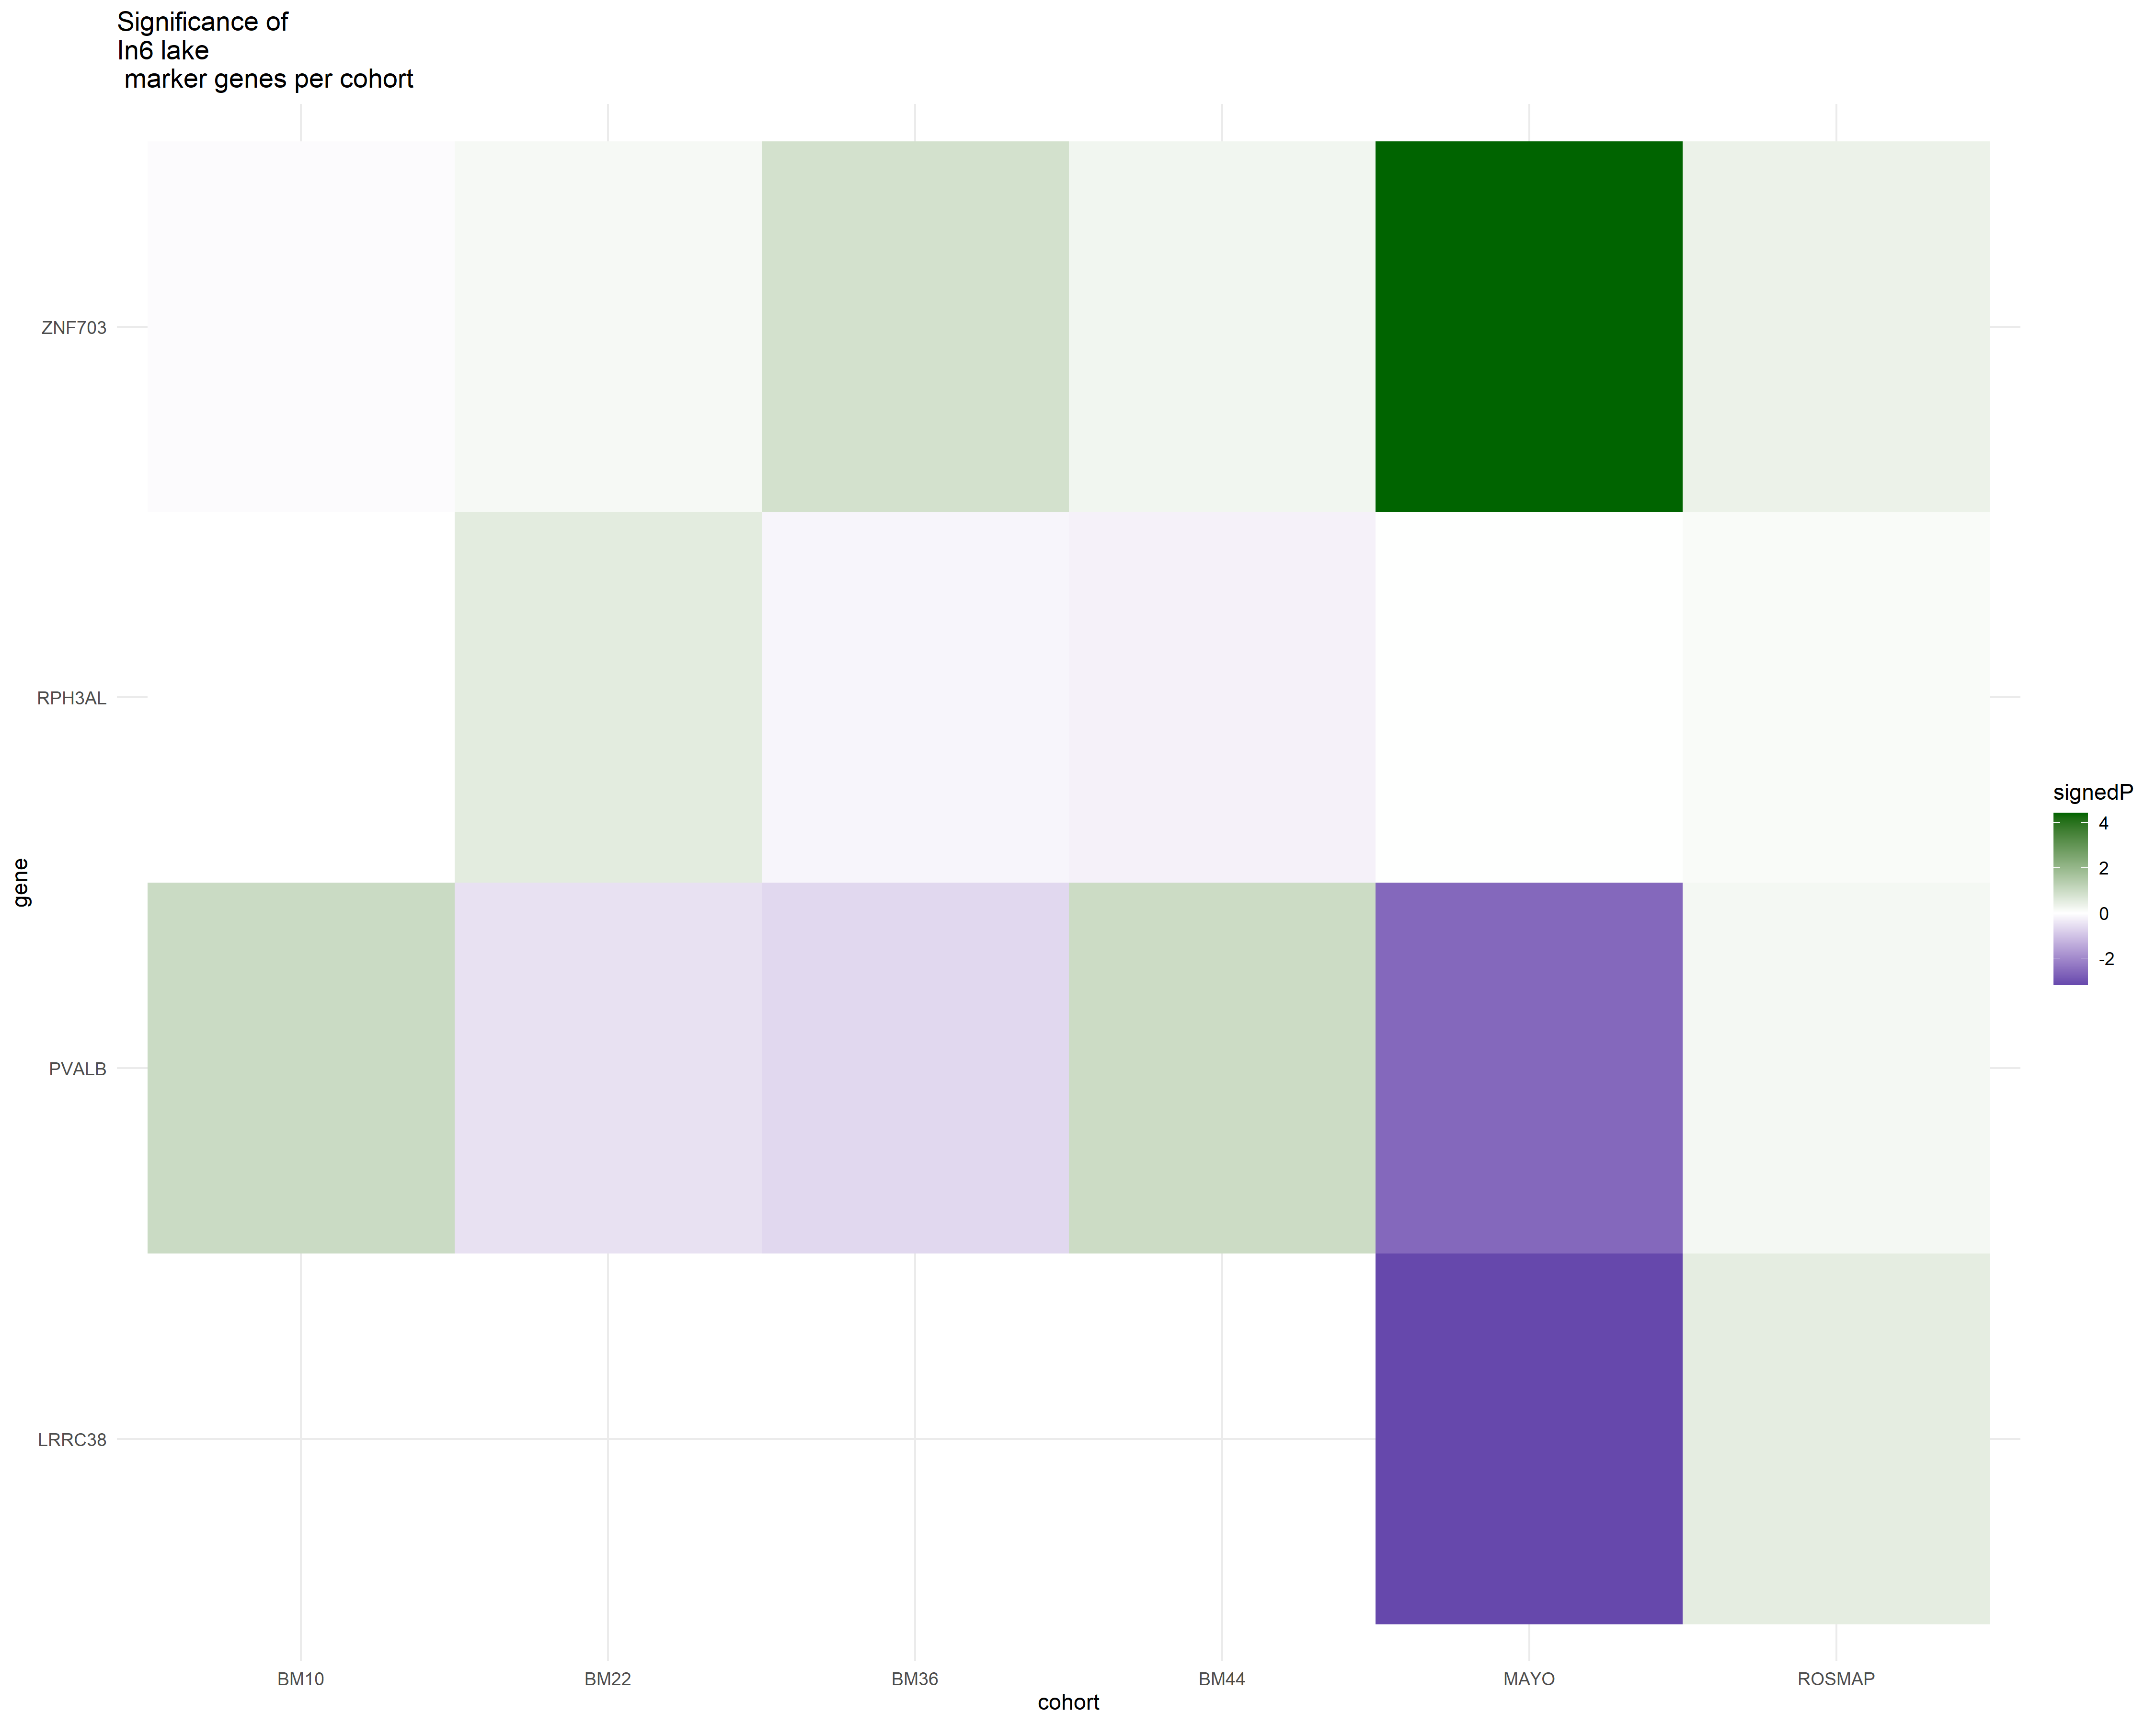 Significance of
In6 lake
marker genes per cohort
ZNF703
RPH3AL
PVALB
LRRC38
gene
BM10
BM22
BM36
BM44
MAYO
ROSMAP
cohort
signedP
4
2
0
-2